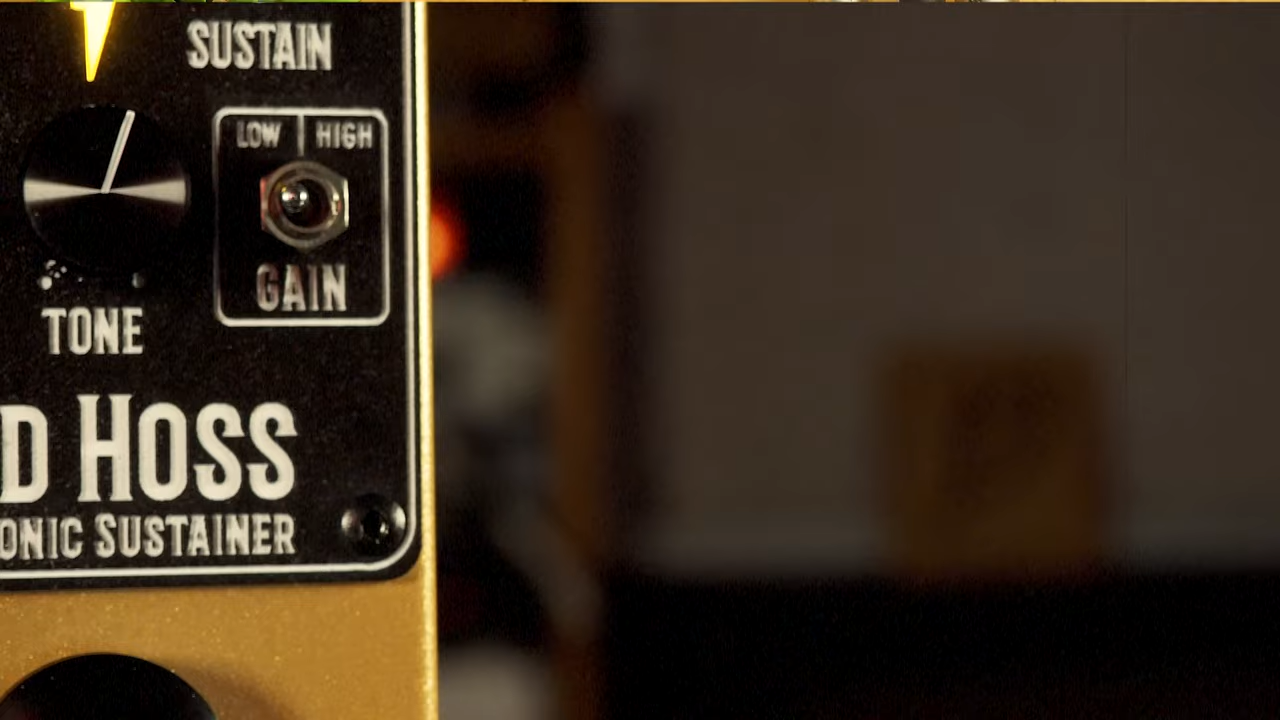 SUSTAIN
LOW HIGH
GAIN
TONE
D HOSS
ONIC SUSTAINER